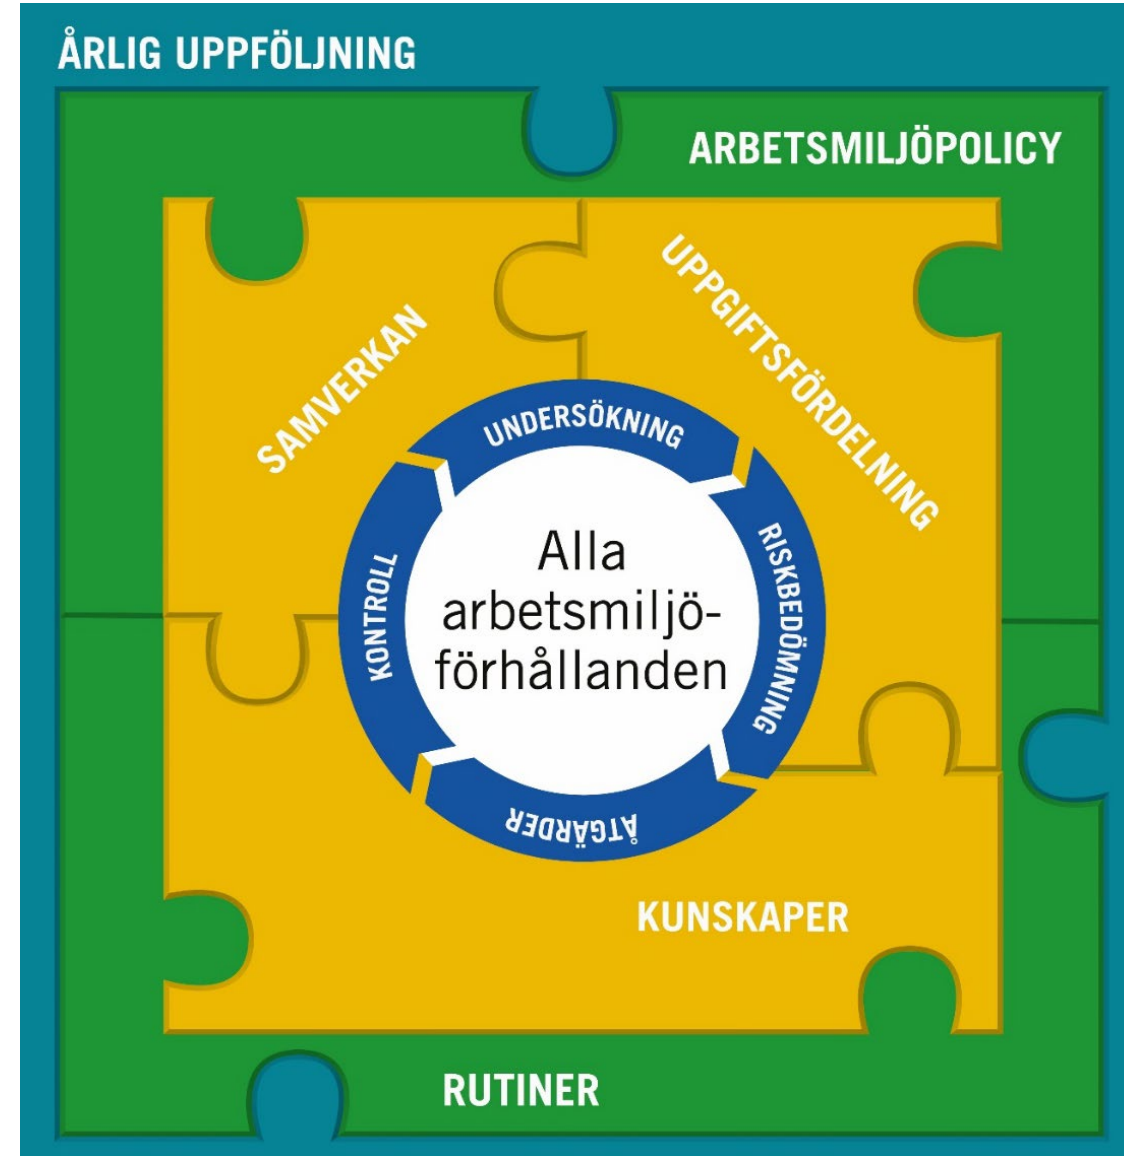 ÅRLIG UPPFÖLJNING
ARBETSMILJÖPOLICY
SAMVERKAN
UPPGIFTSFÖRDELNING
UNDERSÖKNING
RISKBEDÖMNING
ÅTGÄRDER
KONTROLL
Alla
arbetsmiljö-
förhållanden
KUNSKAPER
RUTINER